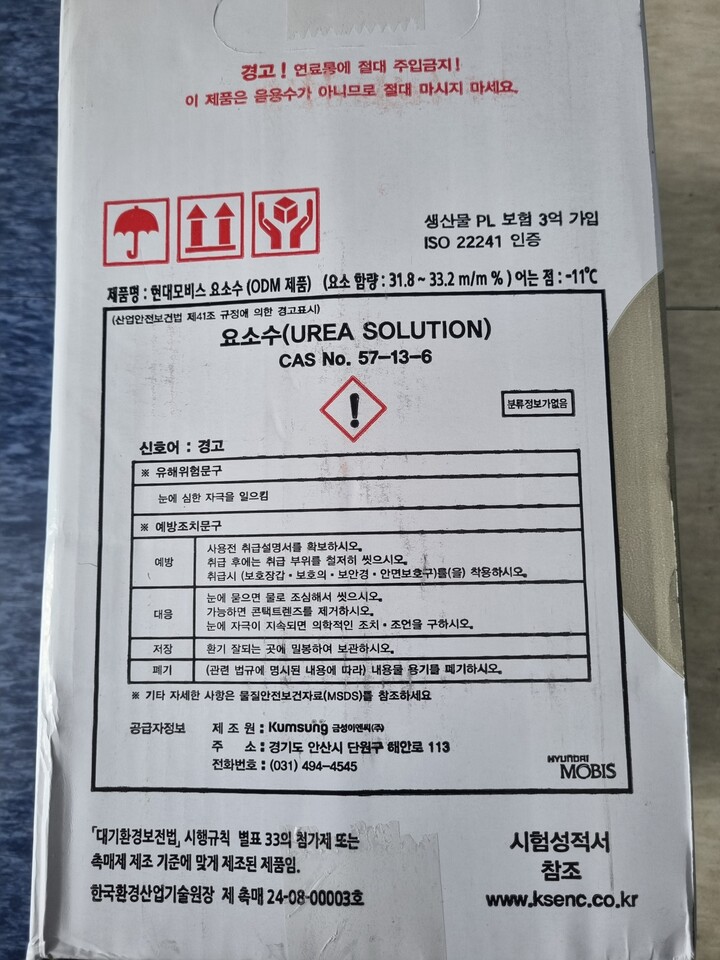 경고! 연료통에 절대 주입금지!
이 제품은 음용수가 아니므로 절대 마시지 마세요.
생산물 PL 보험 3억 가입
ISO 22241 인증
제품명 : 현대모비스 요소수 (ODM 제품) (요소 함량 : 31.8 ~ 33.2 m/m % ) 어는 점 : -11℃
(산업안전보건법 제41조 규정에 의한 경고표시)
요소수(UREA SOLUTION)
CAS No. 57-13-6
!
분류정보가없음
신호어 : 경고
※ 유해위험문구
눈에 심한 자극을 일으킴
※ 예방조치문구
예방
사용전 취급설명서를 확보하시오.
취급 후에는 취급 부위를 철저히 씻으시오.
취급시 (보호장갑・보호의・보안경・안면보호구)를(을) 착용하시오.
대응
눈에 묻으면 물로 조심해서 씻으시오.
가능하면 콘택트렌즈를 제거하시오.
눈에 자극이 지속되면 의학적인 조치・조언을 구하시오.
저장
환기 잘되는 곳에 밀봉하여 보관하시오.
폐기
(관련 법규에 명시된 내용에 따라) 내용물 용기를 폐기하시오.
※ 기타 자세한 사항은 물질안전보건자료(MSDS)를 참조하세요
공급자정보 제 조 원 : Kumsung 금성이엔씨(주)
주 소 : 경기도 안산시 단원구 해안로 113
전화번호 : (031) 494-4545
HYUNDAI
MOBIS
「대기환경보전법」 시행규칙 별표 33의 첨가제 또는
촉매제 제조 기준에 맞게 제조된 제품임.
한국환경산업기술원장 제 촉매 24-08-00003호
시험성적서
참조
www.ksenc.co.kr